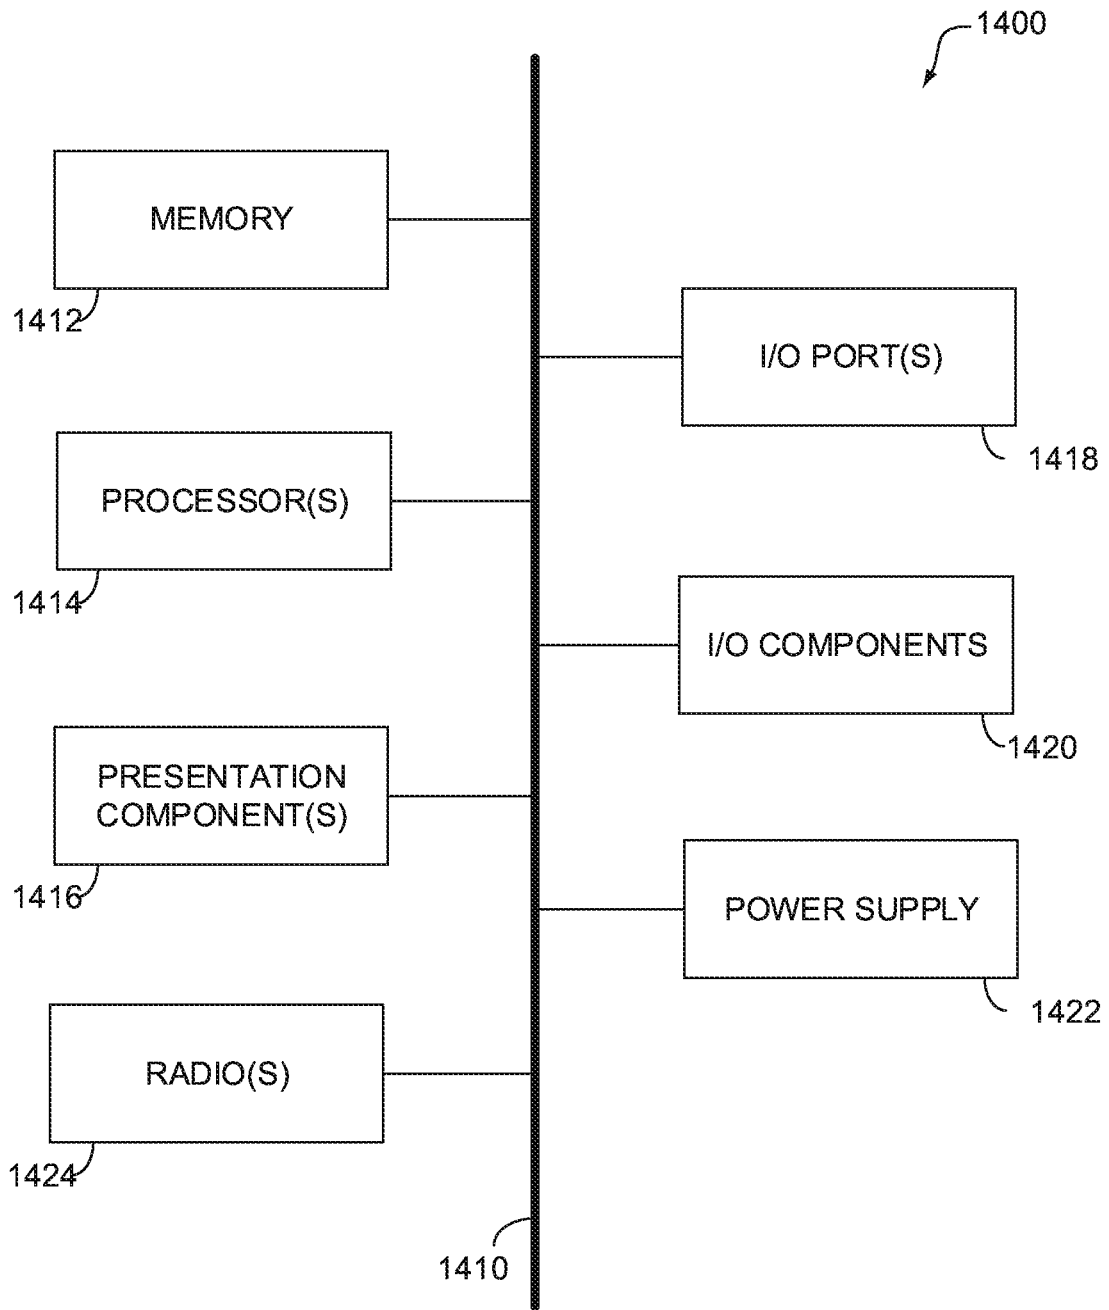 1400
MEMORY
1412
I/O PORT(S)
1418
PROCESSOR(S)
1414
I/O COMPONENTS
1420
PRESENTATION
COMPONENT(S)
1416
POWER SUPPLY
1422
RADIO(S)
1424
1410